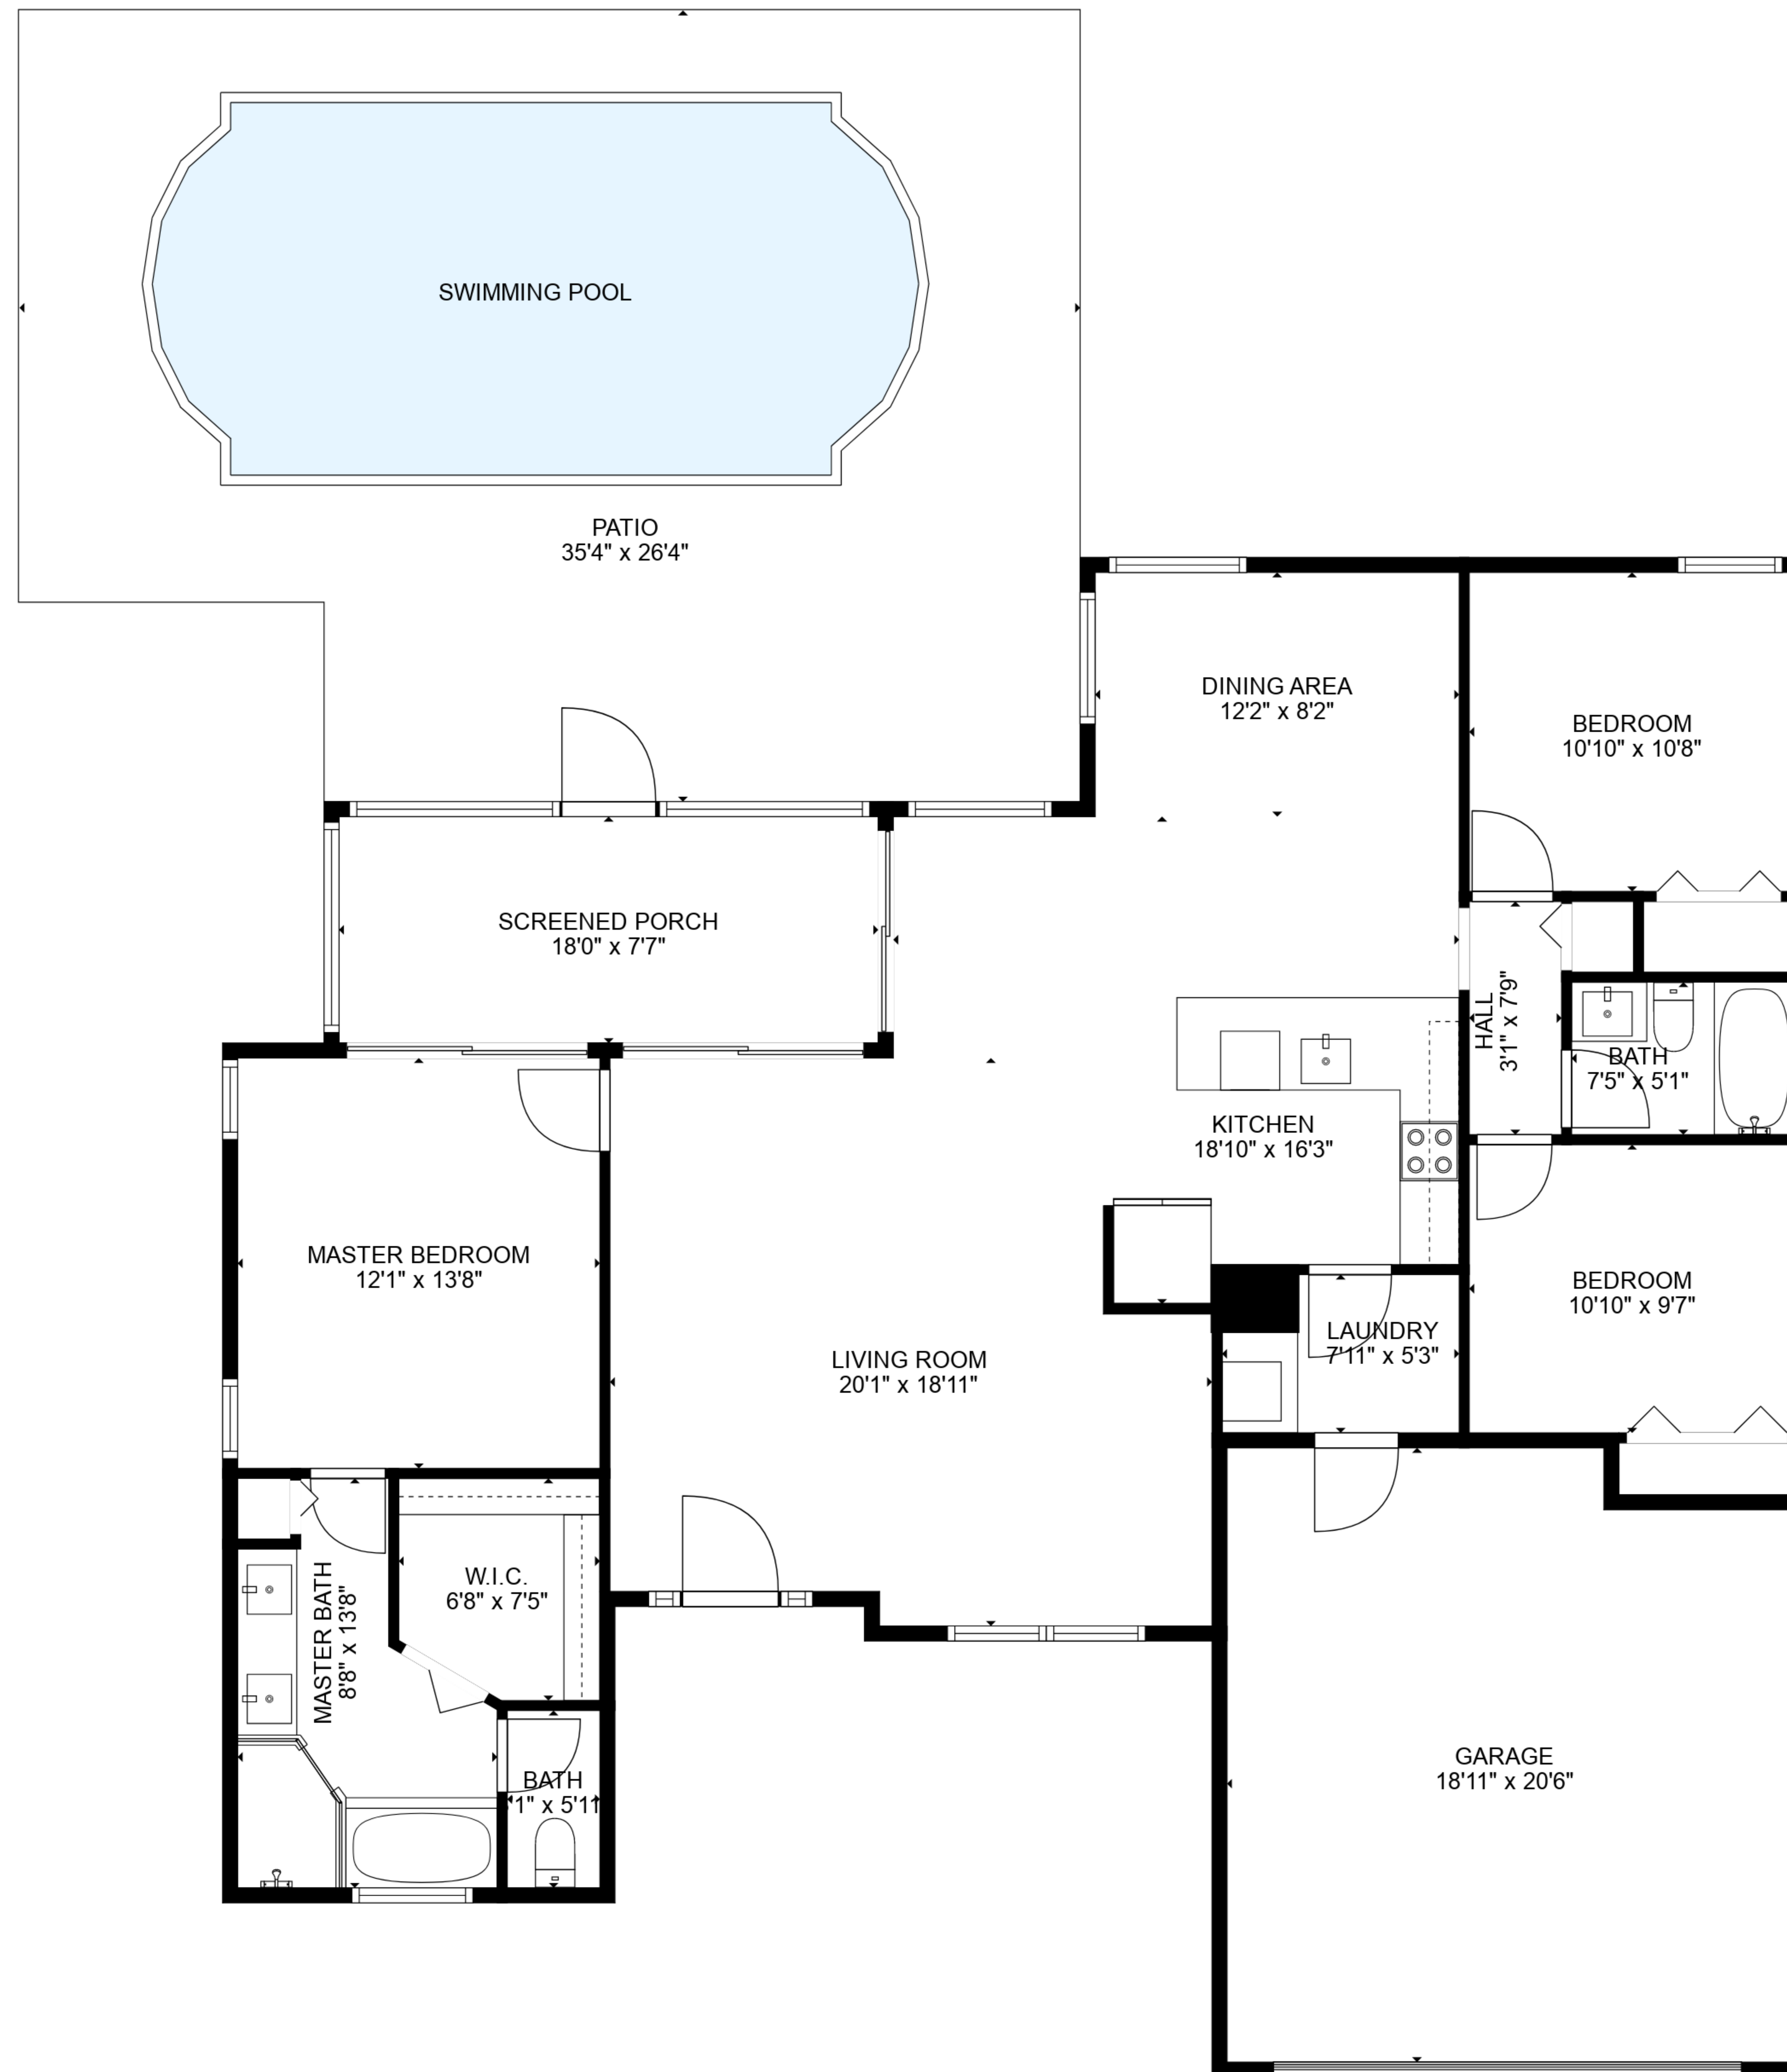 SWIMMING POOL
PATIO
35'4" x 26'4"
DINING AREA
12'2" x 8'2"
BEDROOM
10'10" x 10'8"
SCREENED PORCH
18'0" x 7'7"
HALL
3'1" x 7'9"
BATH
7'5" x 5'1"
KITCHEN
18'10" x 16'3"
MASTER BEDROOM
12'1" x 13'8"
BEDROOM
10'10" x 9'7"
LAUNDRY
7'11" x 5'3"
LIVING ROOM
20'1" x 18'11"
W.I.C.
6'8" x 7'5"
MASTER BATH
8'8" x 13'8"
GARAGE
18'11" x 20'6"
BATH
'1" x 5'11